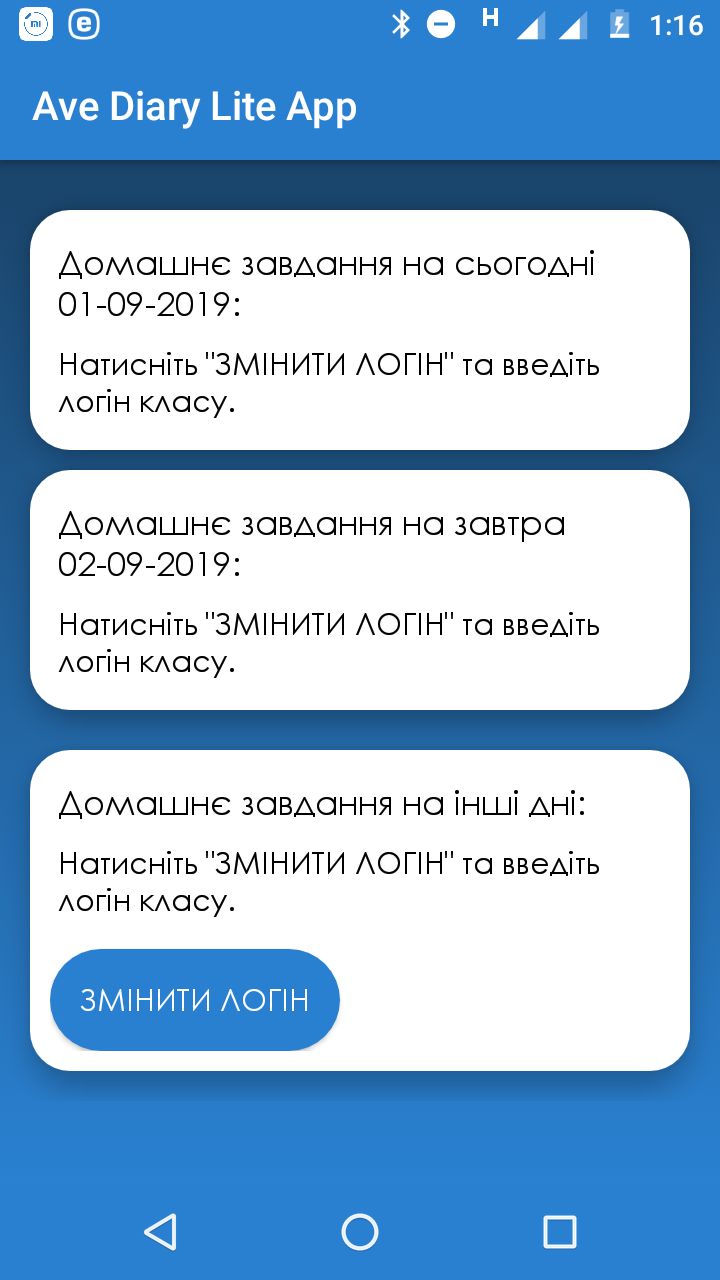 H 1:16
Ave Diary Lite App
Домашнє завдання на сьогодні
01-09-2019:
Натисніть "ЗМІНИТИ ЛОГІН" та введіть
логін класу.
Домашнє завдання на завтра
02-09-2019:
Натисніть "ЗМІНИТИ ЛОГІН" та введіть
логін класу.
Домашнє завдання на інші дні:
Натисніть "ЗМІНИТИ ЛОГІН" та введіть
логін класу.
ЗМІНИТИ ЛОГІН